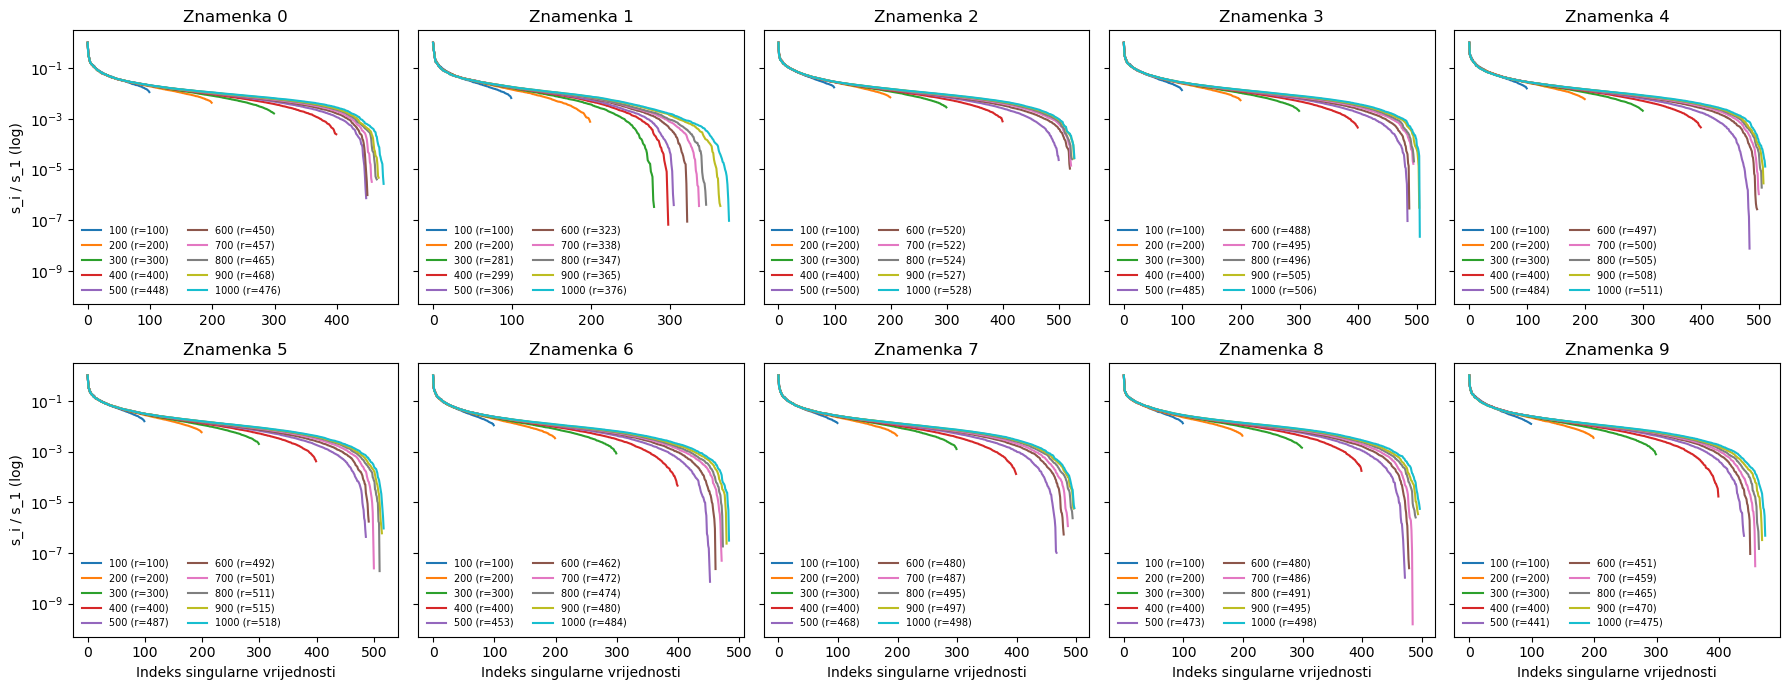 Znamenka 0
Znamenka 1
Znamenka 2
Znamenka 3
Znamenka 4
s_i / s_1 (log)
10⁻¹
10⁻³
10⁻⁵
10⁻⁷
10⁻⁹
100 (r=100) 600 (r=450)
200 (r=200) 700 (r=457)
300 (r=300) 800 (r=465)
400 (r=400) 900 (r=468)
500 (r=448) 1000 (r=476)
0 100 200 300 400
100 (r=100) 600 (r=323)
200 (r=200) 700 (r=338)
300 (r=281) 800 (r=347)
400 (r=299) 900 (r=365)
500 (r=306) 1000 (r=376)
0 100 200 300
100 (r=100) 600 (r=520)
200 (r=200) 700 (r=522)
300 (r=300) 800 (r=524)
400 (r=400) 900 (r=527)
500 (r=500) 1000 (r=528)
0 100 200 300 400 500
100 (r=100) 600 (r=488)
200 (r=200) 700 (r=495)
300 (r=300) 800 (r=496)
400 (r=400) 900 (r=505)
500 (r=485) 1000 (r=506)
0 100 200 300 400 500
100 (r=100) 600 (r=497)
200 (r=200) 700 (r=500)
300 (r=300) 800 (r=505)
400 (r=400) 900 (r=508)
500 (r=484) 1000 (r=511)
0 100 200 300 400 500
Znamenka 5
Znamenka 6
Znamenka 7
Znamenka 8
Znamenka 9
s_i / s_1 (log)
10⁻¹
10⁻³
10⁻⁵
10⁻⁷
10⁻⁹
100 (r=100) 600 (r=492)
200 (r=200) 700 (r=501)
300 (r=300) 800 (r=511)
400 (r=400) 900 (r=515)
500 (r=487) 1000 (r=518)
0 100 200 300 400 500
Indeks singularne vrijednosti
100 (r=100) 600 (r=462)
200 (r=200) 700 (r=472)
300 (r=300) 800 (r=474)
400 (r=400) 900 (r=480)
500 (r=453) 1000 (r=484)
0 100 200 300 400 500
Indeks singularne vrijednosti
100 (r=100) 600 (r=480)
200 (r=200) 700 (r=487)
300 (r=300) 800 (r=495)
400 (r=400) 900 (r=497)
500 (r=468) 1000 (r=498)
0 100 200 300 400 500
Indeks singularne vrijednosti
100 (r=100) 600 (r=480)
200 (r=200) 700 (r=486)
300 (r=300) 800 (r=491)
400 (r=400) 900 (r=495)
500 (r=473) 1000 (r=498)
0 100 200 300 400 500
Indeks singularne vrijednosti
100 (r=100) 600 (r=451)
200 (r=200) 700 (r=459)
300 (r=300) 800 (r=465)
400 (r=400) 900 (r=470)
500 (r=441) 1000 (r=475)
0 100 200 300 400
Indeks singularne vrijednosti